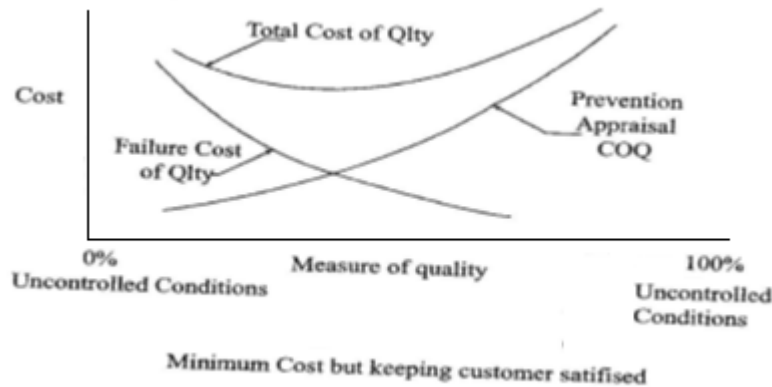 Total Cost of Qlty
Cost
Prevention
Appraisal
COQ
Failure Cost
of Qlty
0%
Uncontrolled Conditions
Measure of quality
100%
Uncontrolled
Conditions
Minimum Cost but keeping customer satifised